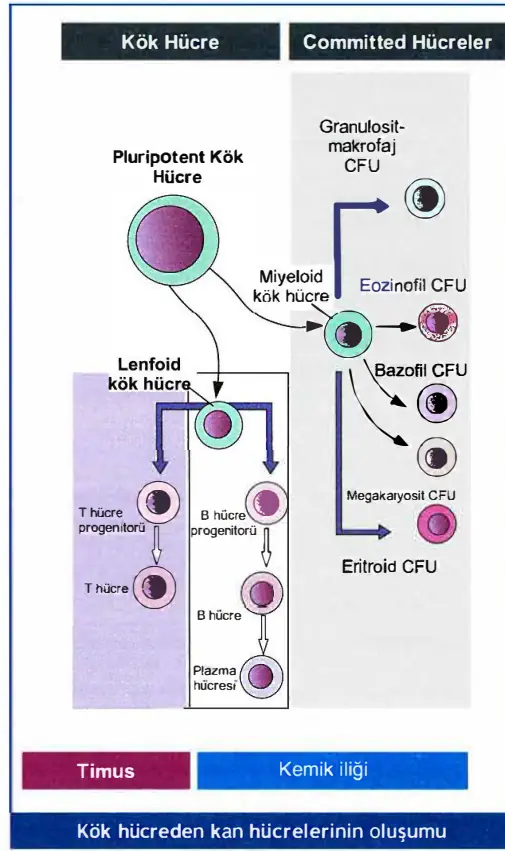 Kök Hücre
Committed Hücreler
Pluripotent Kök
Hücre
Granulosit-
makrofaj
CFU
Miyeloid
kök hücre
Eozinofil CFU
Bazofil CFU
Megakaryosit CFU
Eritroid CFU
Lenfoid
kök hücre
T hücre
progenitorü
T hücre
B hücre
progenitorü
B hücre
Plazma
hücresi
Timus
Kemik iliği
Kök hücreden kan hücrelerinin oluşumu